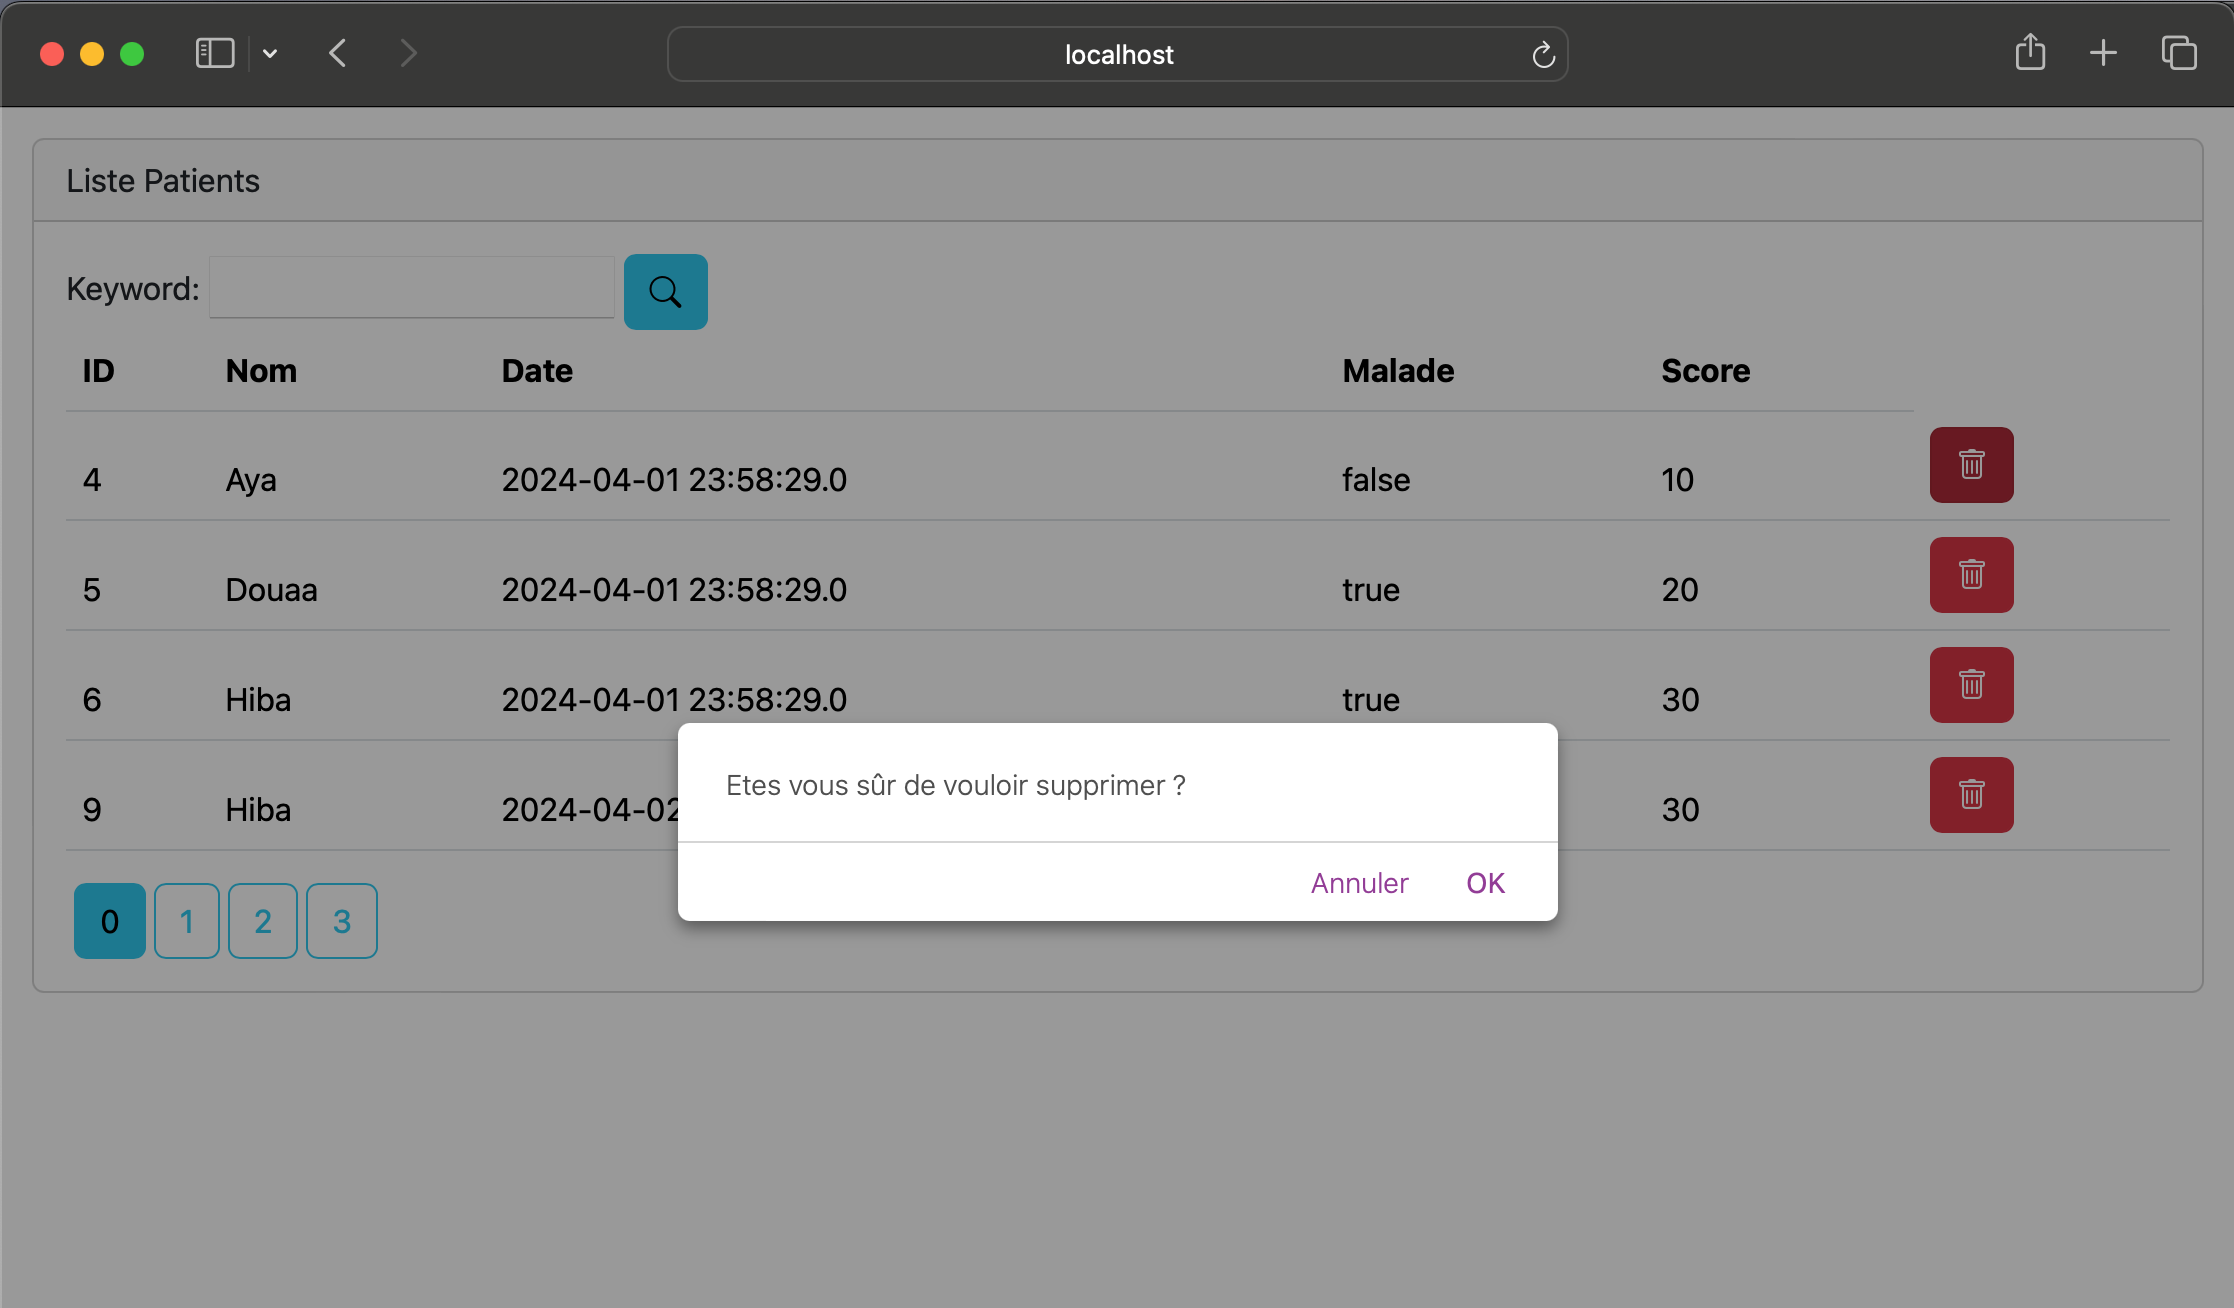 localhost
Liste Patients
Keyword:
ID Nom Date Malade Score
4 Aya 2024-04-01 23:58:29.0 false 10
5 Douaa 2024-04-01 23:58:29.0 true 20
6 Hiba 2024-04-01 23:58:29.0 true 30
9 Hiba 2024-04-02 30
Etes vous sûr de vouloir supprimer ?
Annuler OK
0 1 2 3